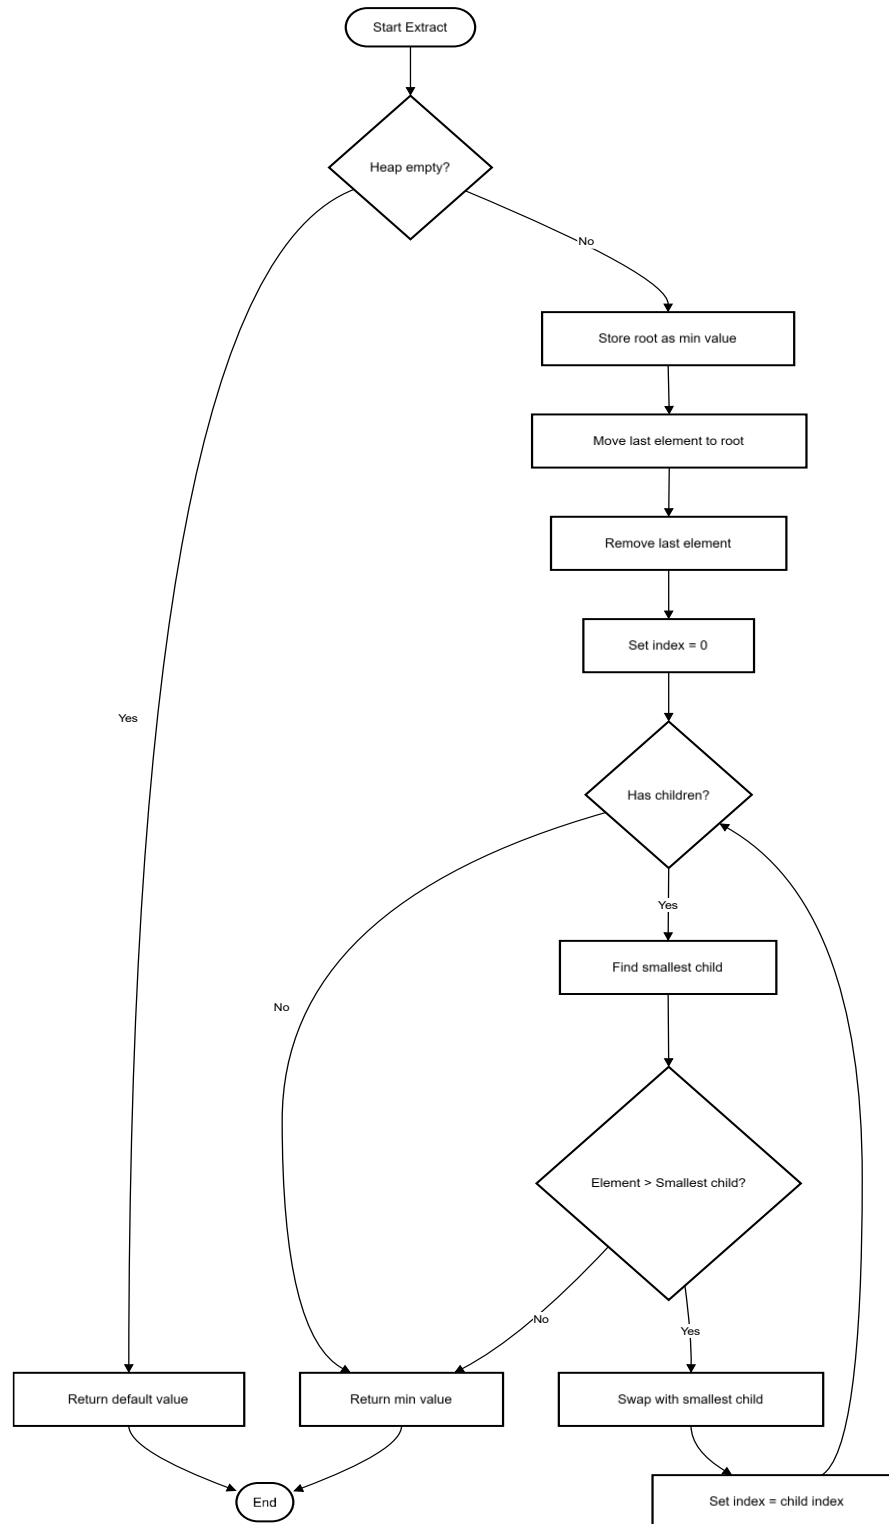 Start Extract
Heap empty?
No
Store root as min value
Move last element to root
Remove last element
Set index = 0
Yes
Has children?
Yes
Find smallest child
No
Element > Smallest child?
No
Yes
Return default value
Return min value
Swap with smallest child
End
Set index = child index